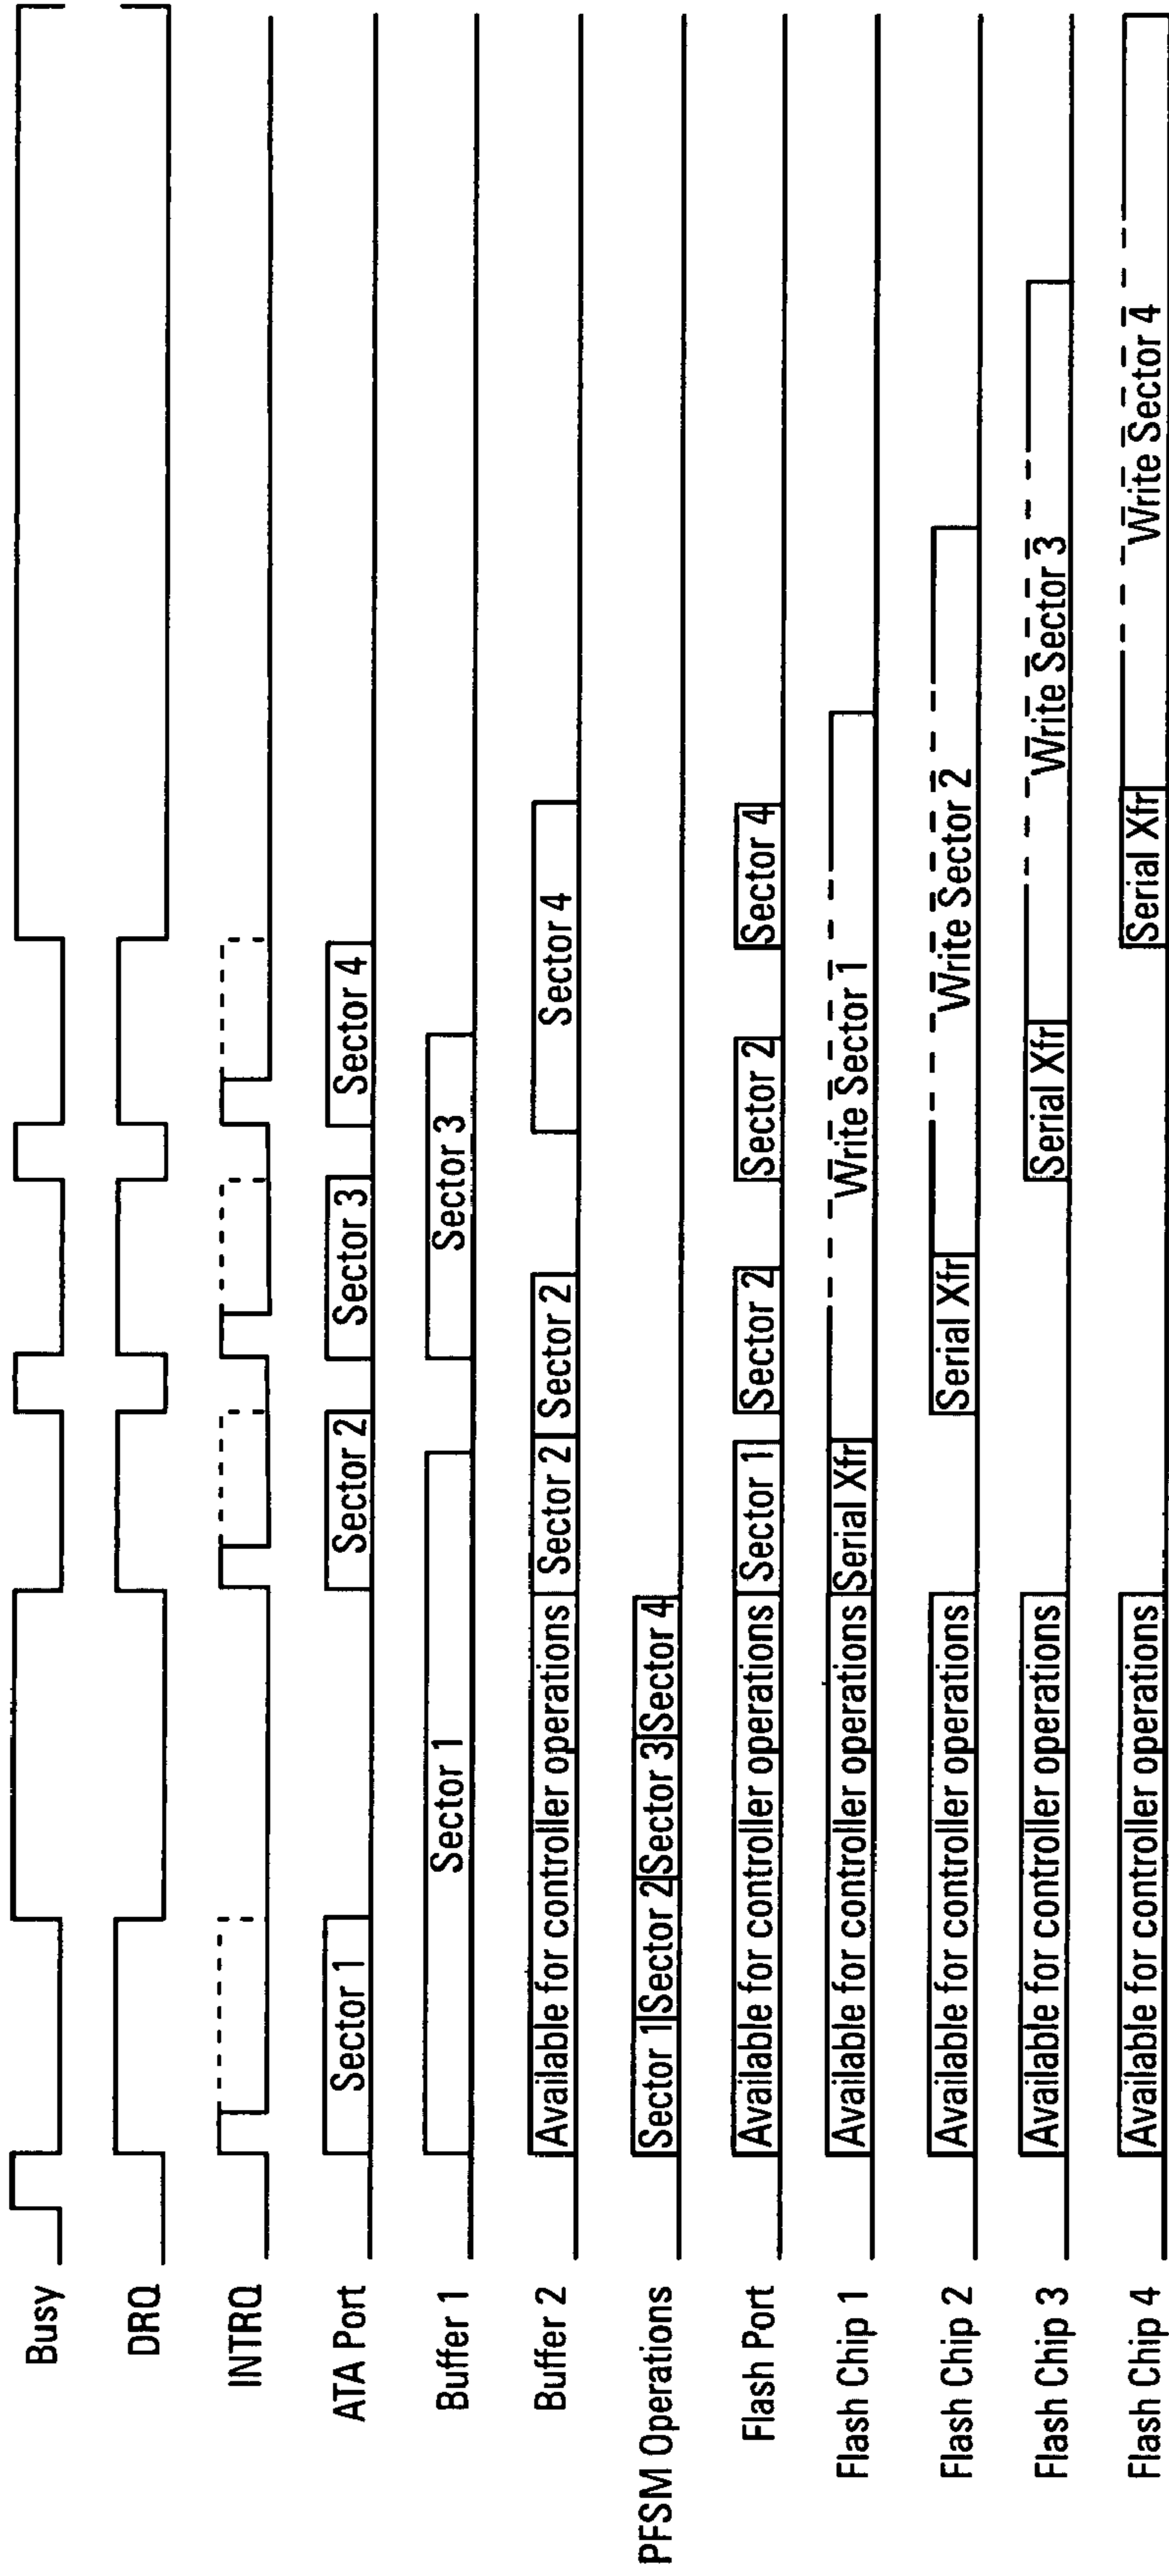 Busy
DRQ
INTRQ
ATA Port Sector 1 Sector 2 Sector 3 Sector 4
Buffer 1 Sector 1 Sector 3
Buffer 2 Available for controller operations Sector 2 Sector 2 Sector 4
PFSM Operations Sector 1 Sector 2 Sector 3 Sector 4
Flash Port Available for controller operations Sector 1 Sector 2 Sector 2 Sector 4
Flash Chip 1 Available for controller operations Serial Xfr Write Sector 1
Flash Chip 2 Available for controller operations Serial Xfr Write Sector 2
Flash Chip 3 Available for controller operations Serial Xfr Write Sector 3
Flash Chip 4 Available for controller operations Serial Xfr Write Sector 4